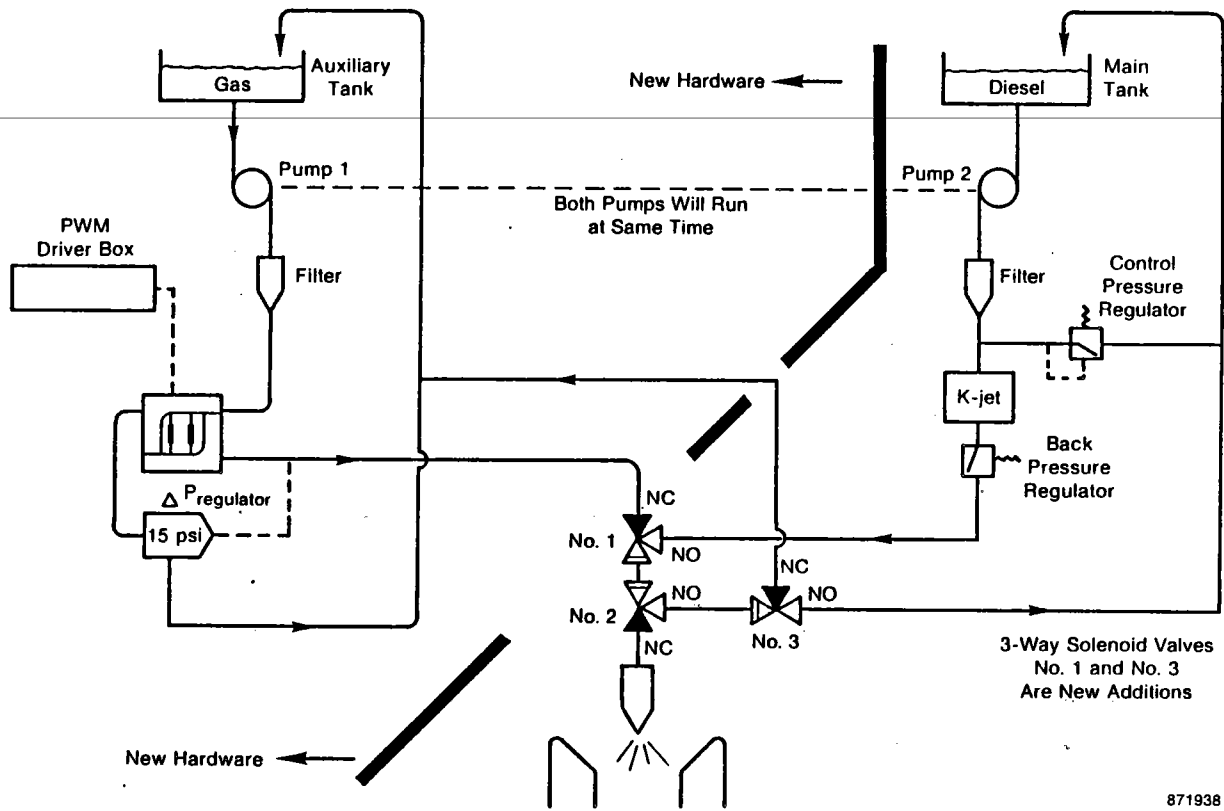 Auxiliary
Tank
Gas
New Hardware
Main
Tank
Diesel
Pump 1
Pump 2
Both Pumps Will Run
at Same Time
PWM
Driver Box
Filter
Filter
Control
Pressure
Regulator
K-jet
Back
Pressure
Regulator
Δ Pregulator
15 psi
NC
No. 1
NO
NC
NO
NO
No. 2
No. 3
NC
3-Way Solenoid Valves
No. 1 and No. 3
Are New Additions
New Hardware
871938